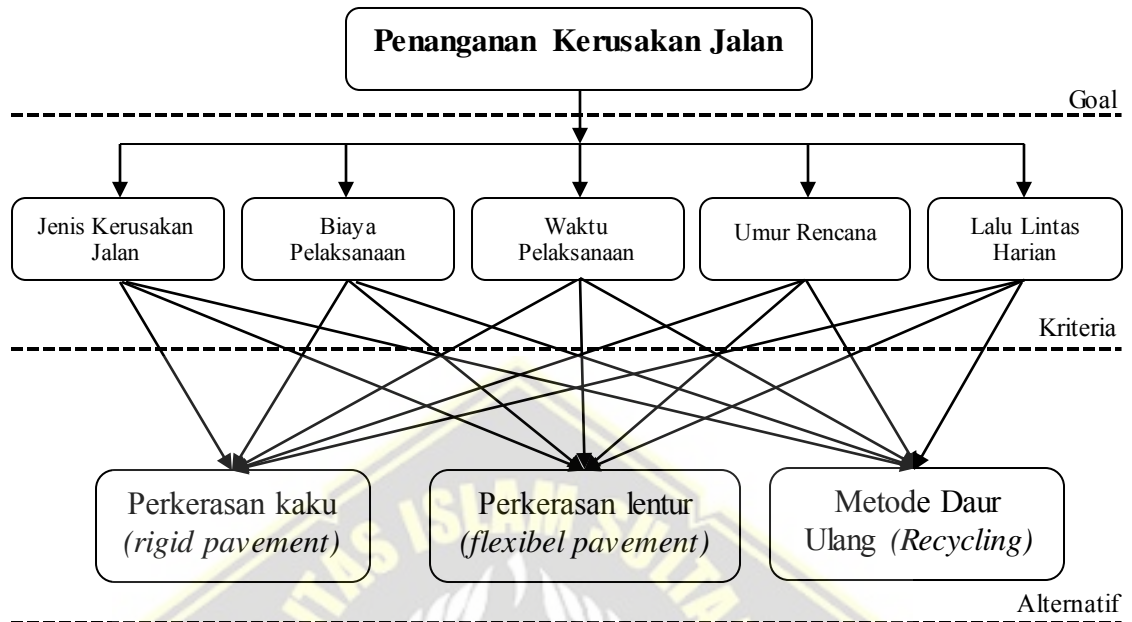 Penanganan Kerusakan Jalan
Goal
Jenis Kerusakan
Jalan
Biaya
Pelaksanaan
Waktu
Pelaksanaan
Umur Rencana
Lalu Lintas
Harian
Kriteria
Perkerasan kaku
(rigid pavement)
Perkerasan lentur
(flexibel pavement)
Metode Daur
Ulang (Recycling)
ISLAM
Alternatif